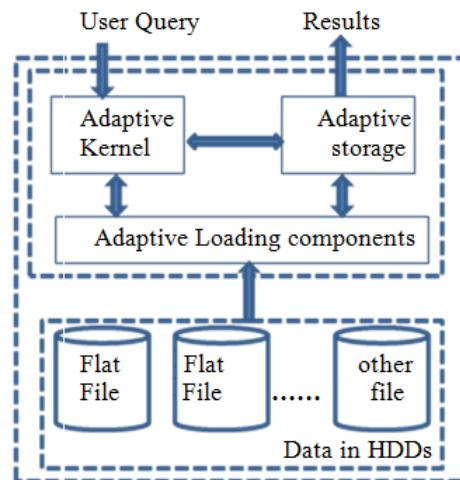 User Query Results
Adaptive Kernel
Adaptive storage
Adaptive Loading components
Flat File
Flat File
......
other file
Data in HDDs